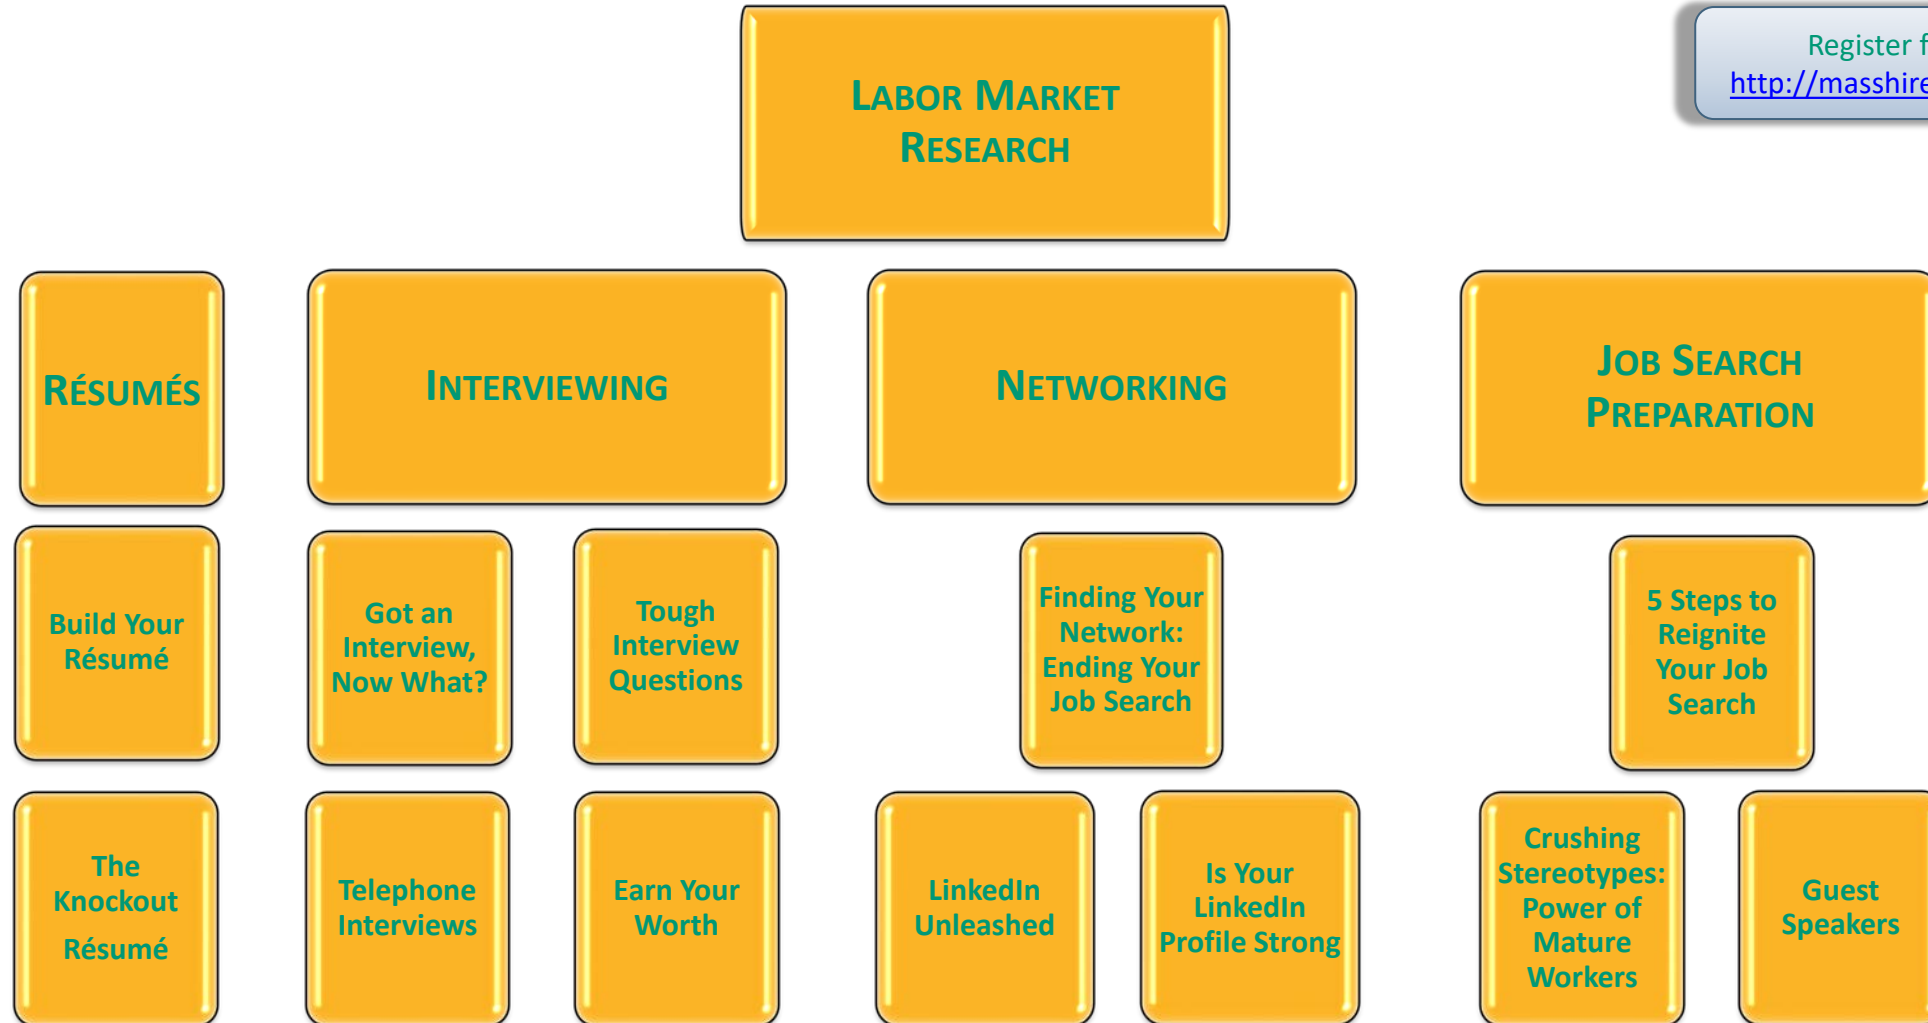 LABOR MARKET
RESEARCH
Register f
http://masshire
RÉSUMÉS
INTERVIEWING
NETWORKING
JOB SEARCH
PREPARATION
Build Your
Résumé
Got an
Interview,
Now What?
Tough
Interview
Questions
Finding Your
Network:
Ending Your
Job Search
5 Steps to
Reignite
Your Job
Search
The
Knockout
Résumé
Telephone
Interviews
Earn Your
Worth
LinkedIn
Unleashed
Is Your
LinkedIn
Profile Strong
Crushing
Stereotypes:
Power of
Mature
Workers
Guest
Speakers